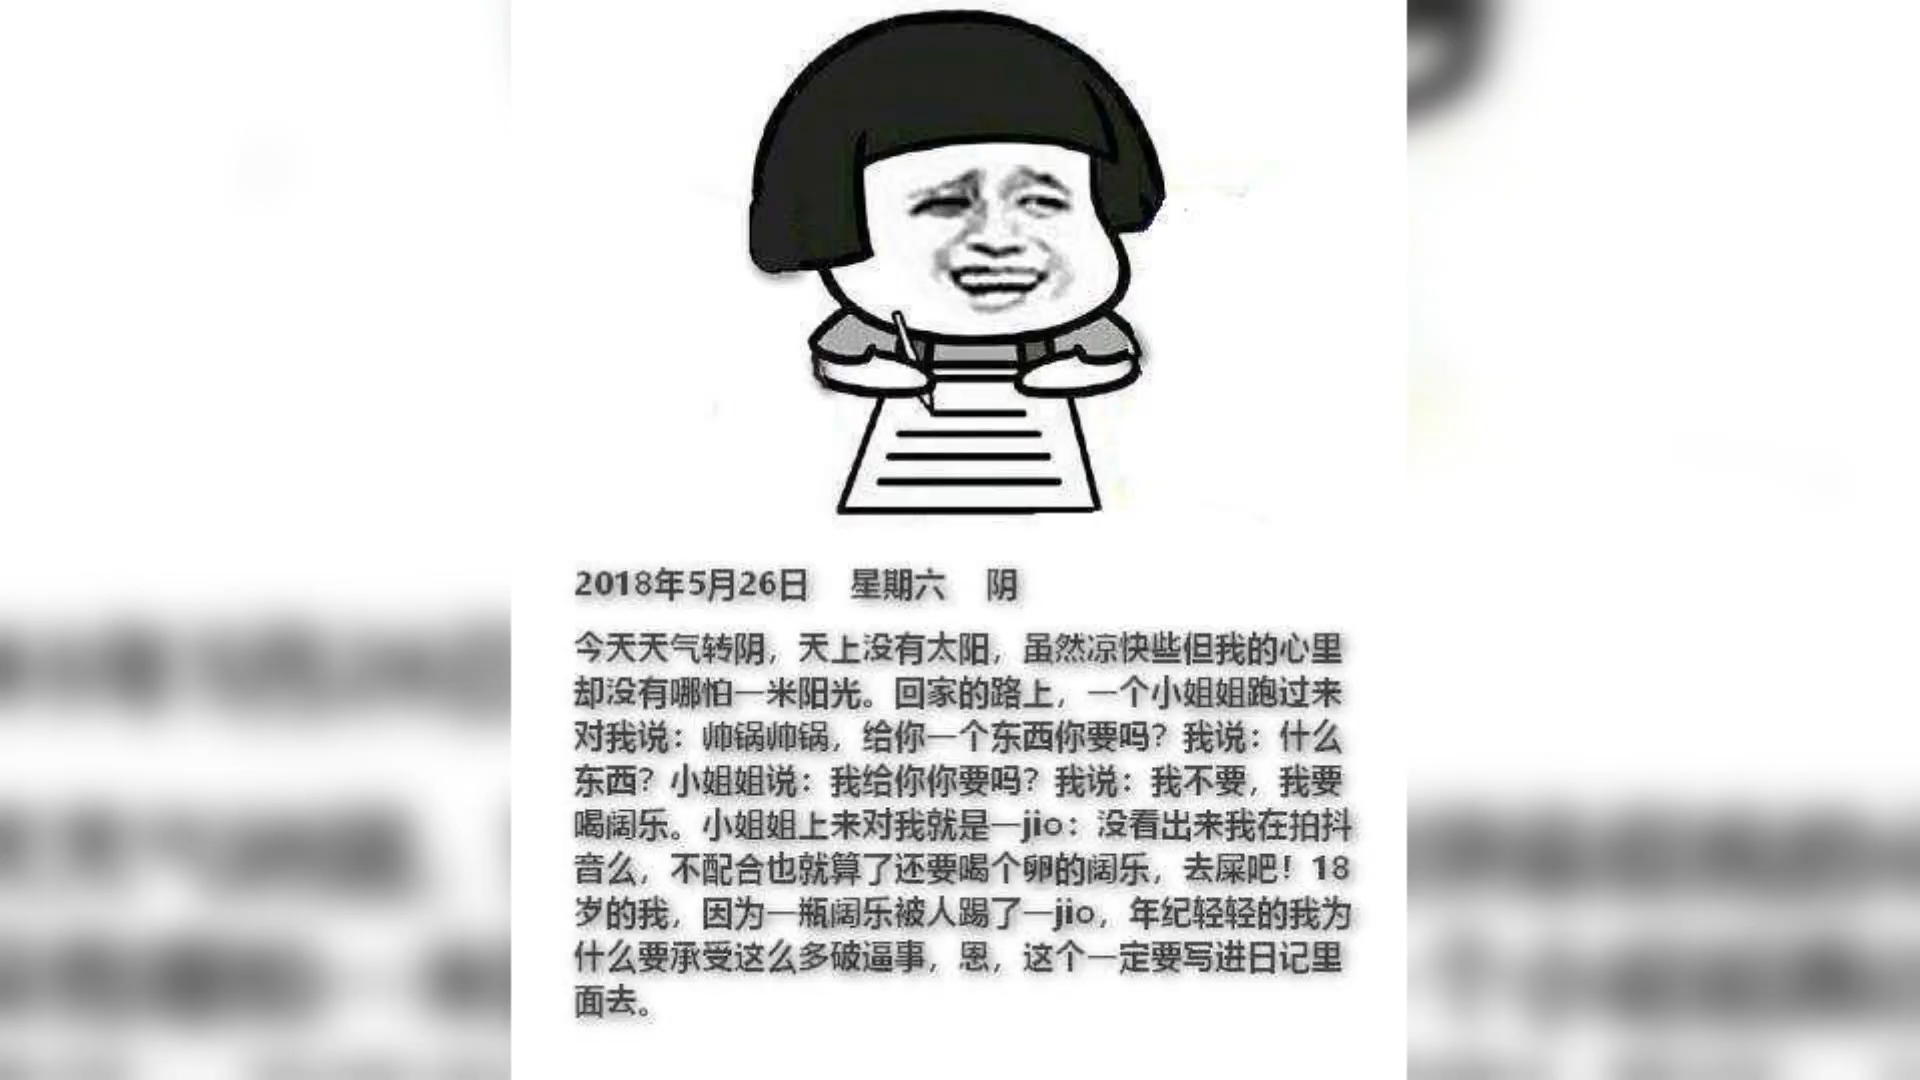 2018年5月26日 星期六 阴
今天天气转阴，天上没有太阳，虽然凉快些但我的心里
却没有哪怕一米阳光。回家的路上，一个小姐姐跑过来
对我说：帅锅帅锅，给你一个东西你要吗？我说：什么
东西？小姐姐说：我给你你要吗？我说：我不要，我要
喝阔乐。小姐姐上来对我就是一jio：没看出来我在拍抖
音么，不配合也就算了还要喝个卵的阔乐，去屎吧！18
岁的我，因为一瓶阔乐被人踢了一jio，年纪轻轻的我为
什么要承受这么多破逼事，恩，这个一定要写进日记里
面去。